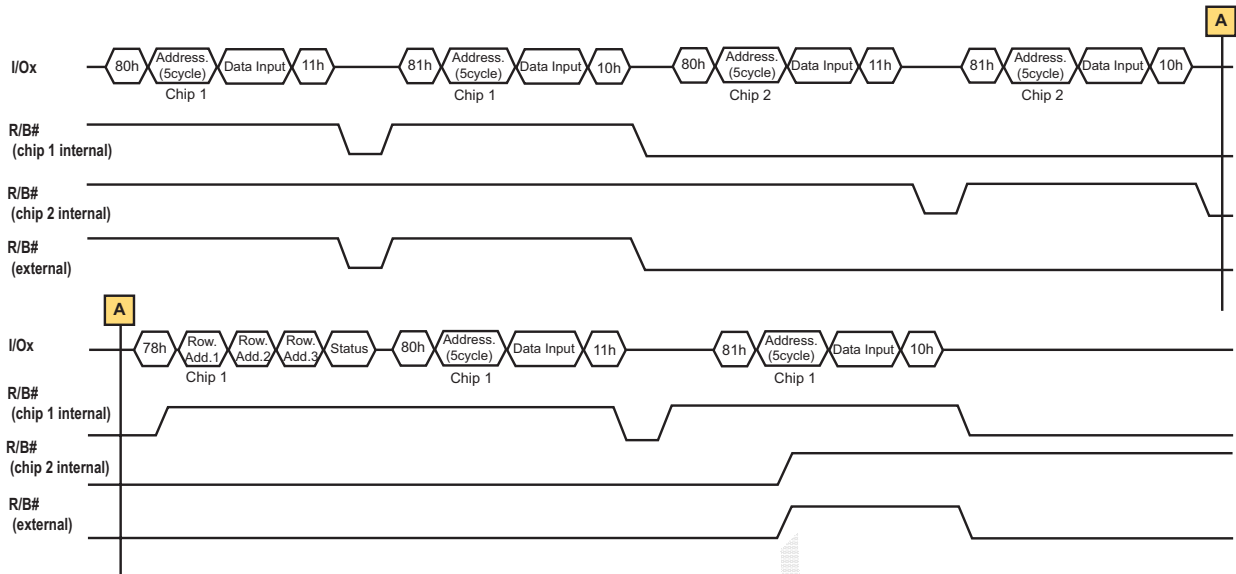 A
I/Ox 80h Address. (5cycle) Data Input 11h 81h Address. (5cycle) Data Input 10h 80h Address. (5cycle) Data Input 11h 81h Address. (5cycle) Data Input 10h
Chip 1 Chip 1 Chip 2 Chip 2
R/B#
(chip 1 internal)
R/B#
(chip 2 internal)
R/B#
(external)
A
I/Ox 78h Row. Add.1 Row. Add.2 Row. Add.3 Status 80h Address. (5cycle) Data Input 11h 81h Address. (5cycle) Data Input 10h
Chip 1 Chip 1 Chip 1
R/B#
(chip 1 internal)
R/B#
(chip 2 internal)
R/B#
(external)